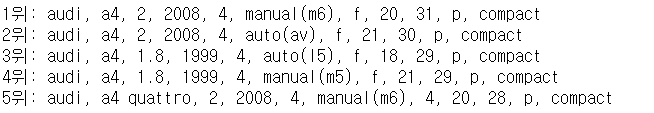 1위: audi, a4, 2, 2008, 4, manual(m6), f, 20, 31, p, compact
2위: audi, a4, 2, 2008, 4, auto(av), f, 21, 30, p, compact
3위: audi, a4, 1.8, 1999, 4, auto(l5), f, 18, 29, p, compact
4위: audi, a4, 1.8, 1999, 4, manual(m5), f, 21, 29, p, compact
5위: audi, a4 quattro, 2, 2008, 4, manual(m6), 4, 20, 28, p, compact